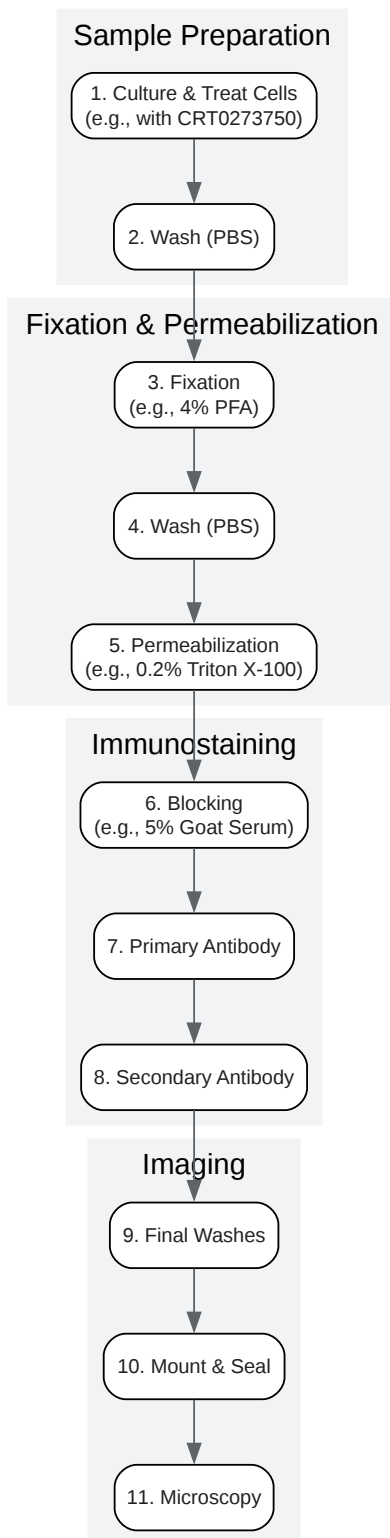 Sample Preparation
1. Culture & Treat Cells
(e.g., with CRT0273750)
2. Wash (PBS)
Fixation & Permeabilization
3. Fixation
(e.g., 4% PFA)
4. Wash (PBS)
5. Permeabilization
(e.g., 0.2% Triton X-100)
Immunostaining
6. Blocking
(e.g., 5% Goat Serum)
7. Primary Antibody
8. Secondary Antibody
Imaging
9. Final Washes
10. Mount & Seal
11. Microscopy